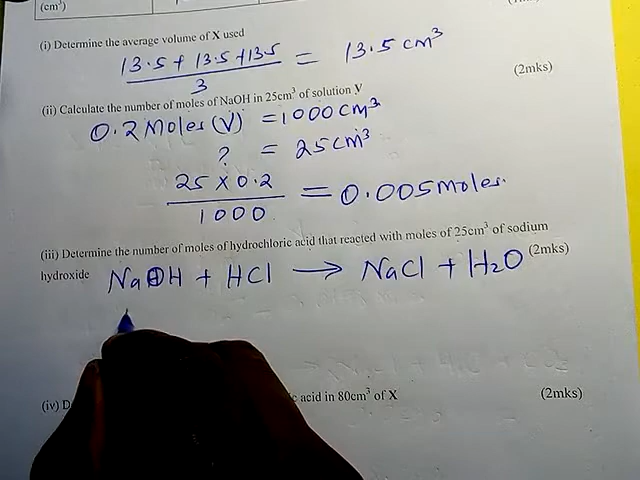 (cm³)
(i) Determine the average volume of X used
13.5 + 13.5 + 13.5 = 13.5 cm³
3
(2mks)
(ii) Calculate the number of moles of NaOH in 25cm³ of solution V
0.2 Moles (V) = 1000 cm³
? = 25 cm³
25 X 0.2 = 0.005 moles.
1000
(iii) Determine the number of moles of hydrochloric acid that reacted with moles of 25cm³ of sodium
hydroxide
(2mks)
NaOH + HCl → NaCl + H₂O
(iv) acid in 80cm³ of X
(2mks)